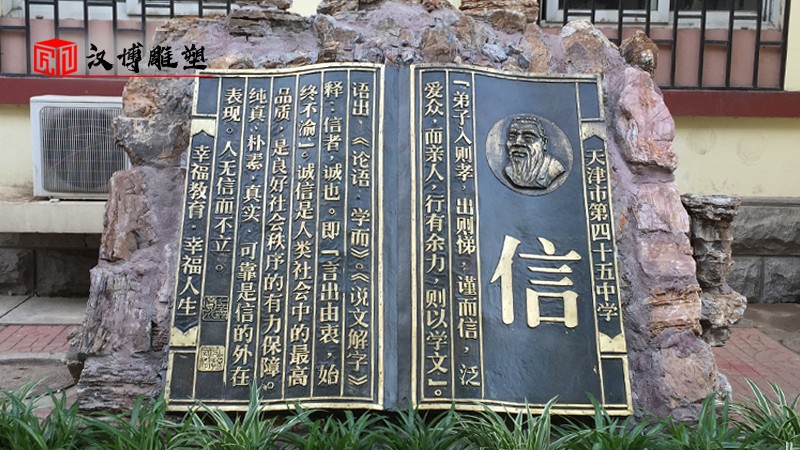 汉博雕塑
天津市第四十五中学
信
『弟子入则孝，出则悌，谨而信，泛
爱众，而亲人，行有余力，则以学文』。
语出：《论语·学而》。《说文解字》
释：信者，诚也。即『言出由衷，始
终不渝』。诚信是人类社会中的最高
品质，是良好社会秩序的有力保障。
纯真、朴素、真实、可靠是信的外在
表现。人无信而不立。
幸福教育·幸福人生